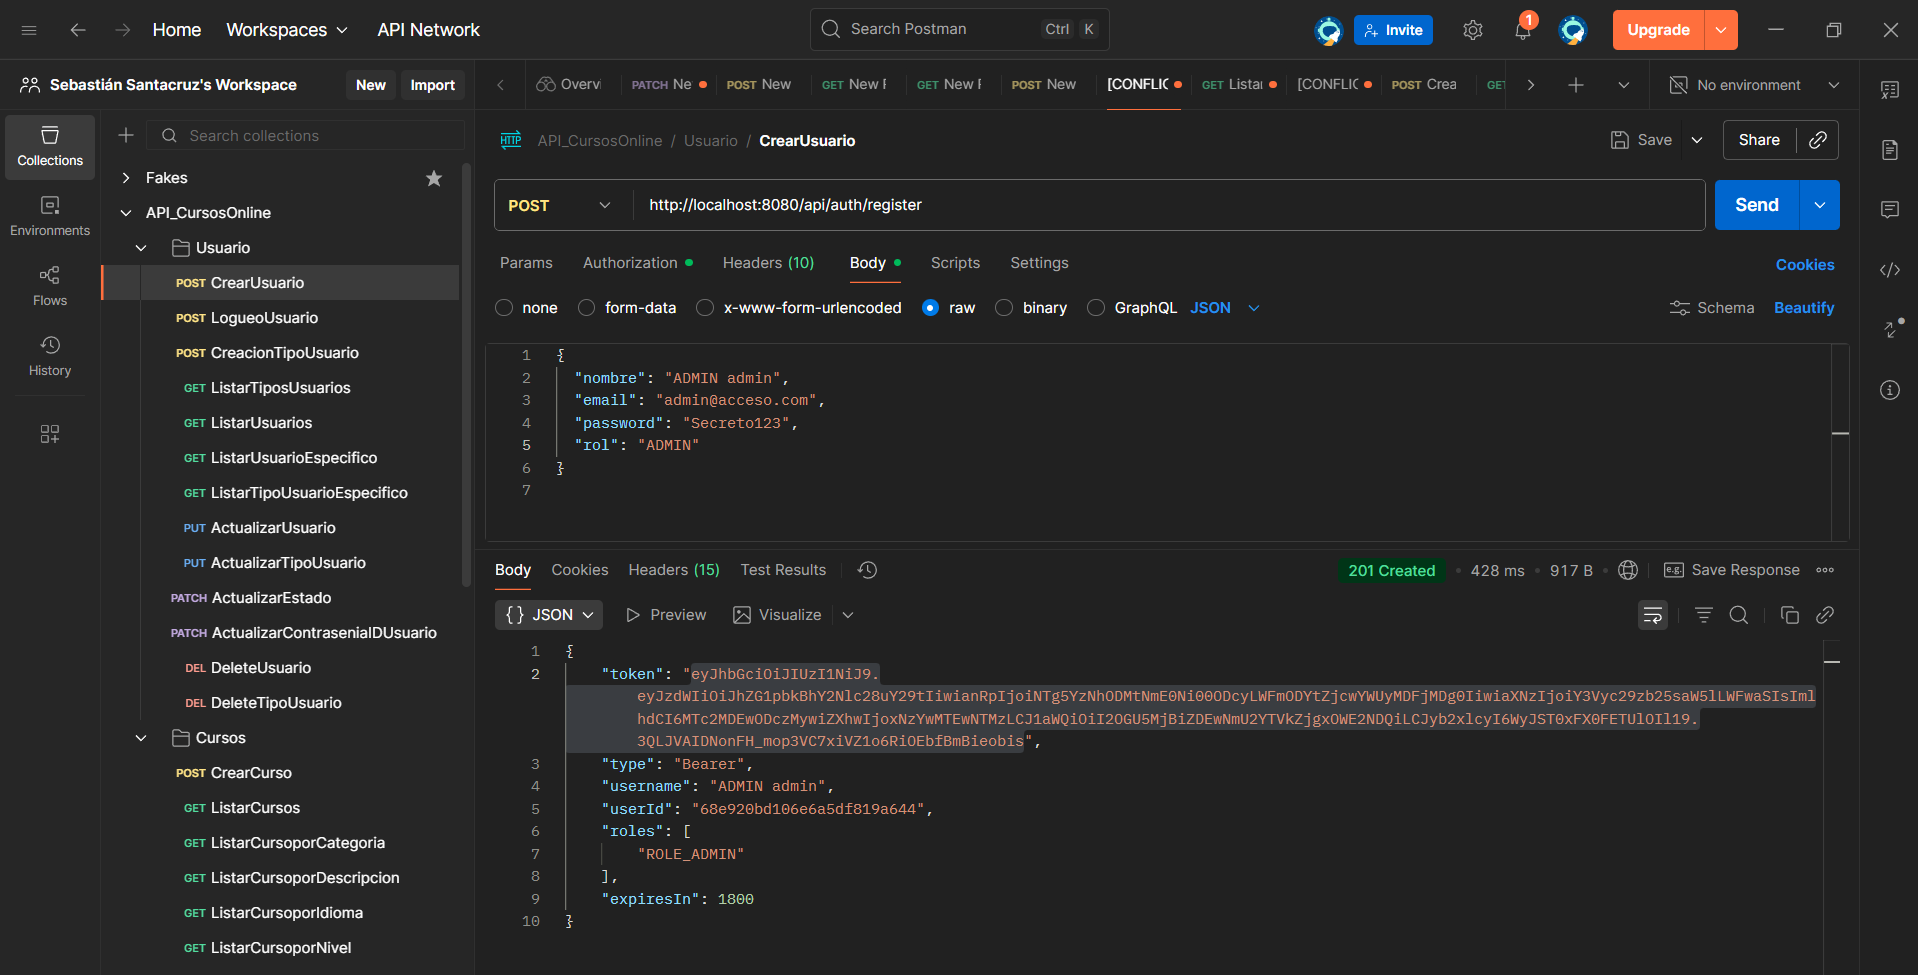 Home Workspaces API Network Search Postman Ctrl K Invite 1 Upgrade
Sebastián Santacruz's Workspace New Import Overvi PATCH Ne POST New GET New F GET New F POST New [CONFLIC GET Listar [CONFLIC POST Crea GET No environment
Collections
Environments
Flows
History
Search collections
Fakes
API_CursosOnline
Usuario
POST CrearUsuario
POST LogueoUsuario
POST CreacionTipoUsuario
GET ListarTiposUsuarios
GET ListarUsuarios
GET ListarUsuarioEspecifico
GET ListarTipoUsuarioEspecifico
PUT ActualizarUsuario
PUT ActualizarTipoUsuario
PATCH ActualizarEstado
PATCH ActualizarContraseniaIDUsuario
DEL DeleteUsuario
DEL DeleteTipoUsuario
Cursos
POST CrearCurso
GET ListarCursos
GET ListarCursoporCategoria
GET ListarCursoporDescripcion
GET ListarCursoporIdioma
GET ListarCursoporNivel
HTTP API_CursosOnline / Usuario / CrearUsuario Save Share
POST http://localhost:8080/api/auth/register Send
Params Authorization Headers (10) Body Scripts Settings Cookies
none form-data x-www-form-urlencoded raw binary GraphQL JSON Schema Beautify
1 {
2 "nombre": "ADMIN admin",
3 "email": "admin@acceso.com",
4 "password": "Secreto123",
5 "rol": "ADMIN"
6 }
7
Body Cookies Headers (15) Test Results 201 Created 428 ms 917 B e.g. Save Response
{} JSON Preview Visualize
1 {
2 "token": "eyJhbGciOiJIUzI1NiJ9.
eyJzdWIiOiJhZG1pbkBhY2Nlc28uY29tIiwianRpIjoiNTg5YzNhODMtNmE0Ni00ODcyLWFmODYtZjcwYWUyMDFjMDg0IiwiaXNzIjoiY3Vyc29zb25saW5lLWFwaSIsIml
hdCI6MTc2MDEwODczMywiZXhwIjoxNzYwMTEwNTMzLCJ1aWQiOiI2OGU5MjBiZDEwNmU2YTVkZjgxOWE2NDQiLCJyb2xlcyI6WyJST0xFX0FETUlOIl19.
3QLJVAIDNonFH_mop3VC7xiVZ1o6RiOEbfBmBieobis",
3 "type": "Bearer",
4 "username": "ADMIN admin",
5 "userId": "68e920bd106e6a5df819a644",
6 "roles": [
7 "ROLE_ADMIN"
8 ],
9 "expiresIn": 1800
10 }